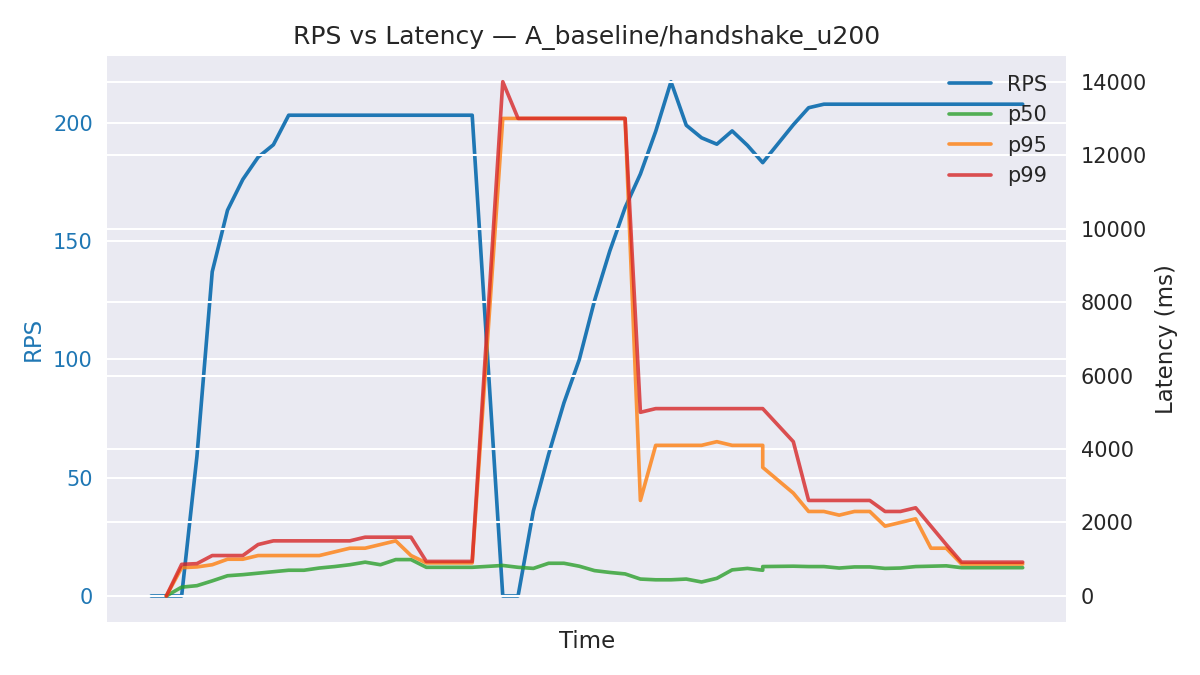 RPS vs Latency — A_baseline/handshake_u200
RPS
p50
p95
p99
200
150
100
50
0
RPS
14000
12000
10000
8000
6000
4000
2000
0
Latency (ms)
Time